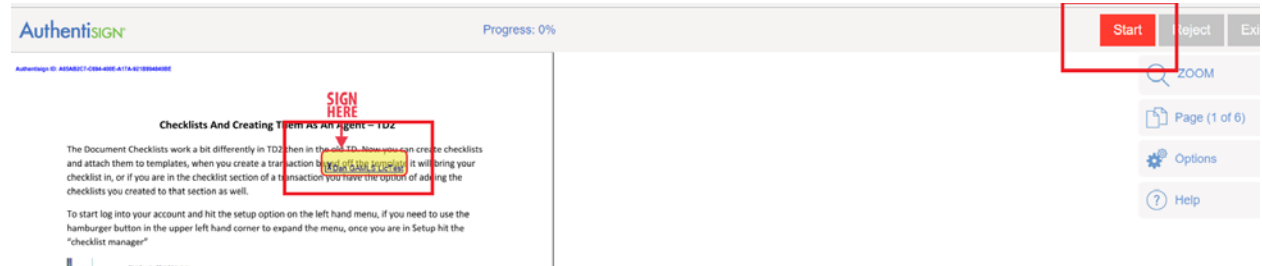 AuthentiSIGN
Progress: 0%
Start
Reject
Exi
Authentisign ID:
ZOOM
Page (1 of 6)
Options
Help
SIGN
HERE
Checklists And Creating Them As An Agent – TD2
The Document Checklists work a bit differently in TD2 then in the old TD. Now you can create checklists
and attach them to templates, when you create a transaction based off the template it will bring your
checklist in, or if you are in the checklist section of a transaction you have the option of adding the
checklists you created to that section as well.
Dan GAMLS
To start log into your account and hit the setup option on the left hand menu, if you need to use the
hamburger button in the upper left hand corner to expand the menu, once you are in Setup hit the
“checklist manager”